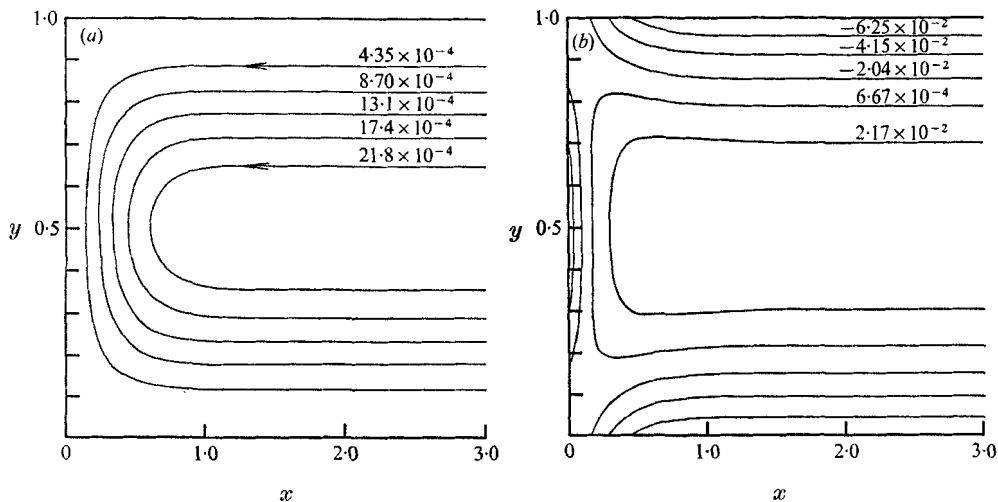 (a)
1·0
4·35 × 10⁻⁴
8·70 × 10⁻⁴
13·1 × 10⁻⁴
17·4 × 10⁻⁴
21·8 × 10⁻⁴
y 0·5
0
0 1·0 2·0 3·0
x
(b)
1·0
−6·25 × 10⁻²
−4·15 × 10⁻²
−2·04 × 10⁻²
6·67 × 10⁻⁴
2·17 × 10⁻²
y 0·5
0 1·0 2·0 3·0
x